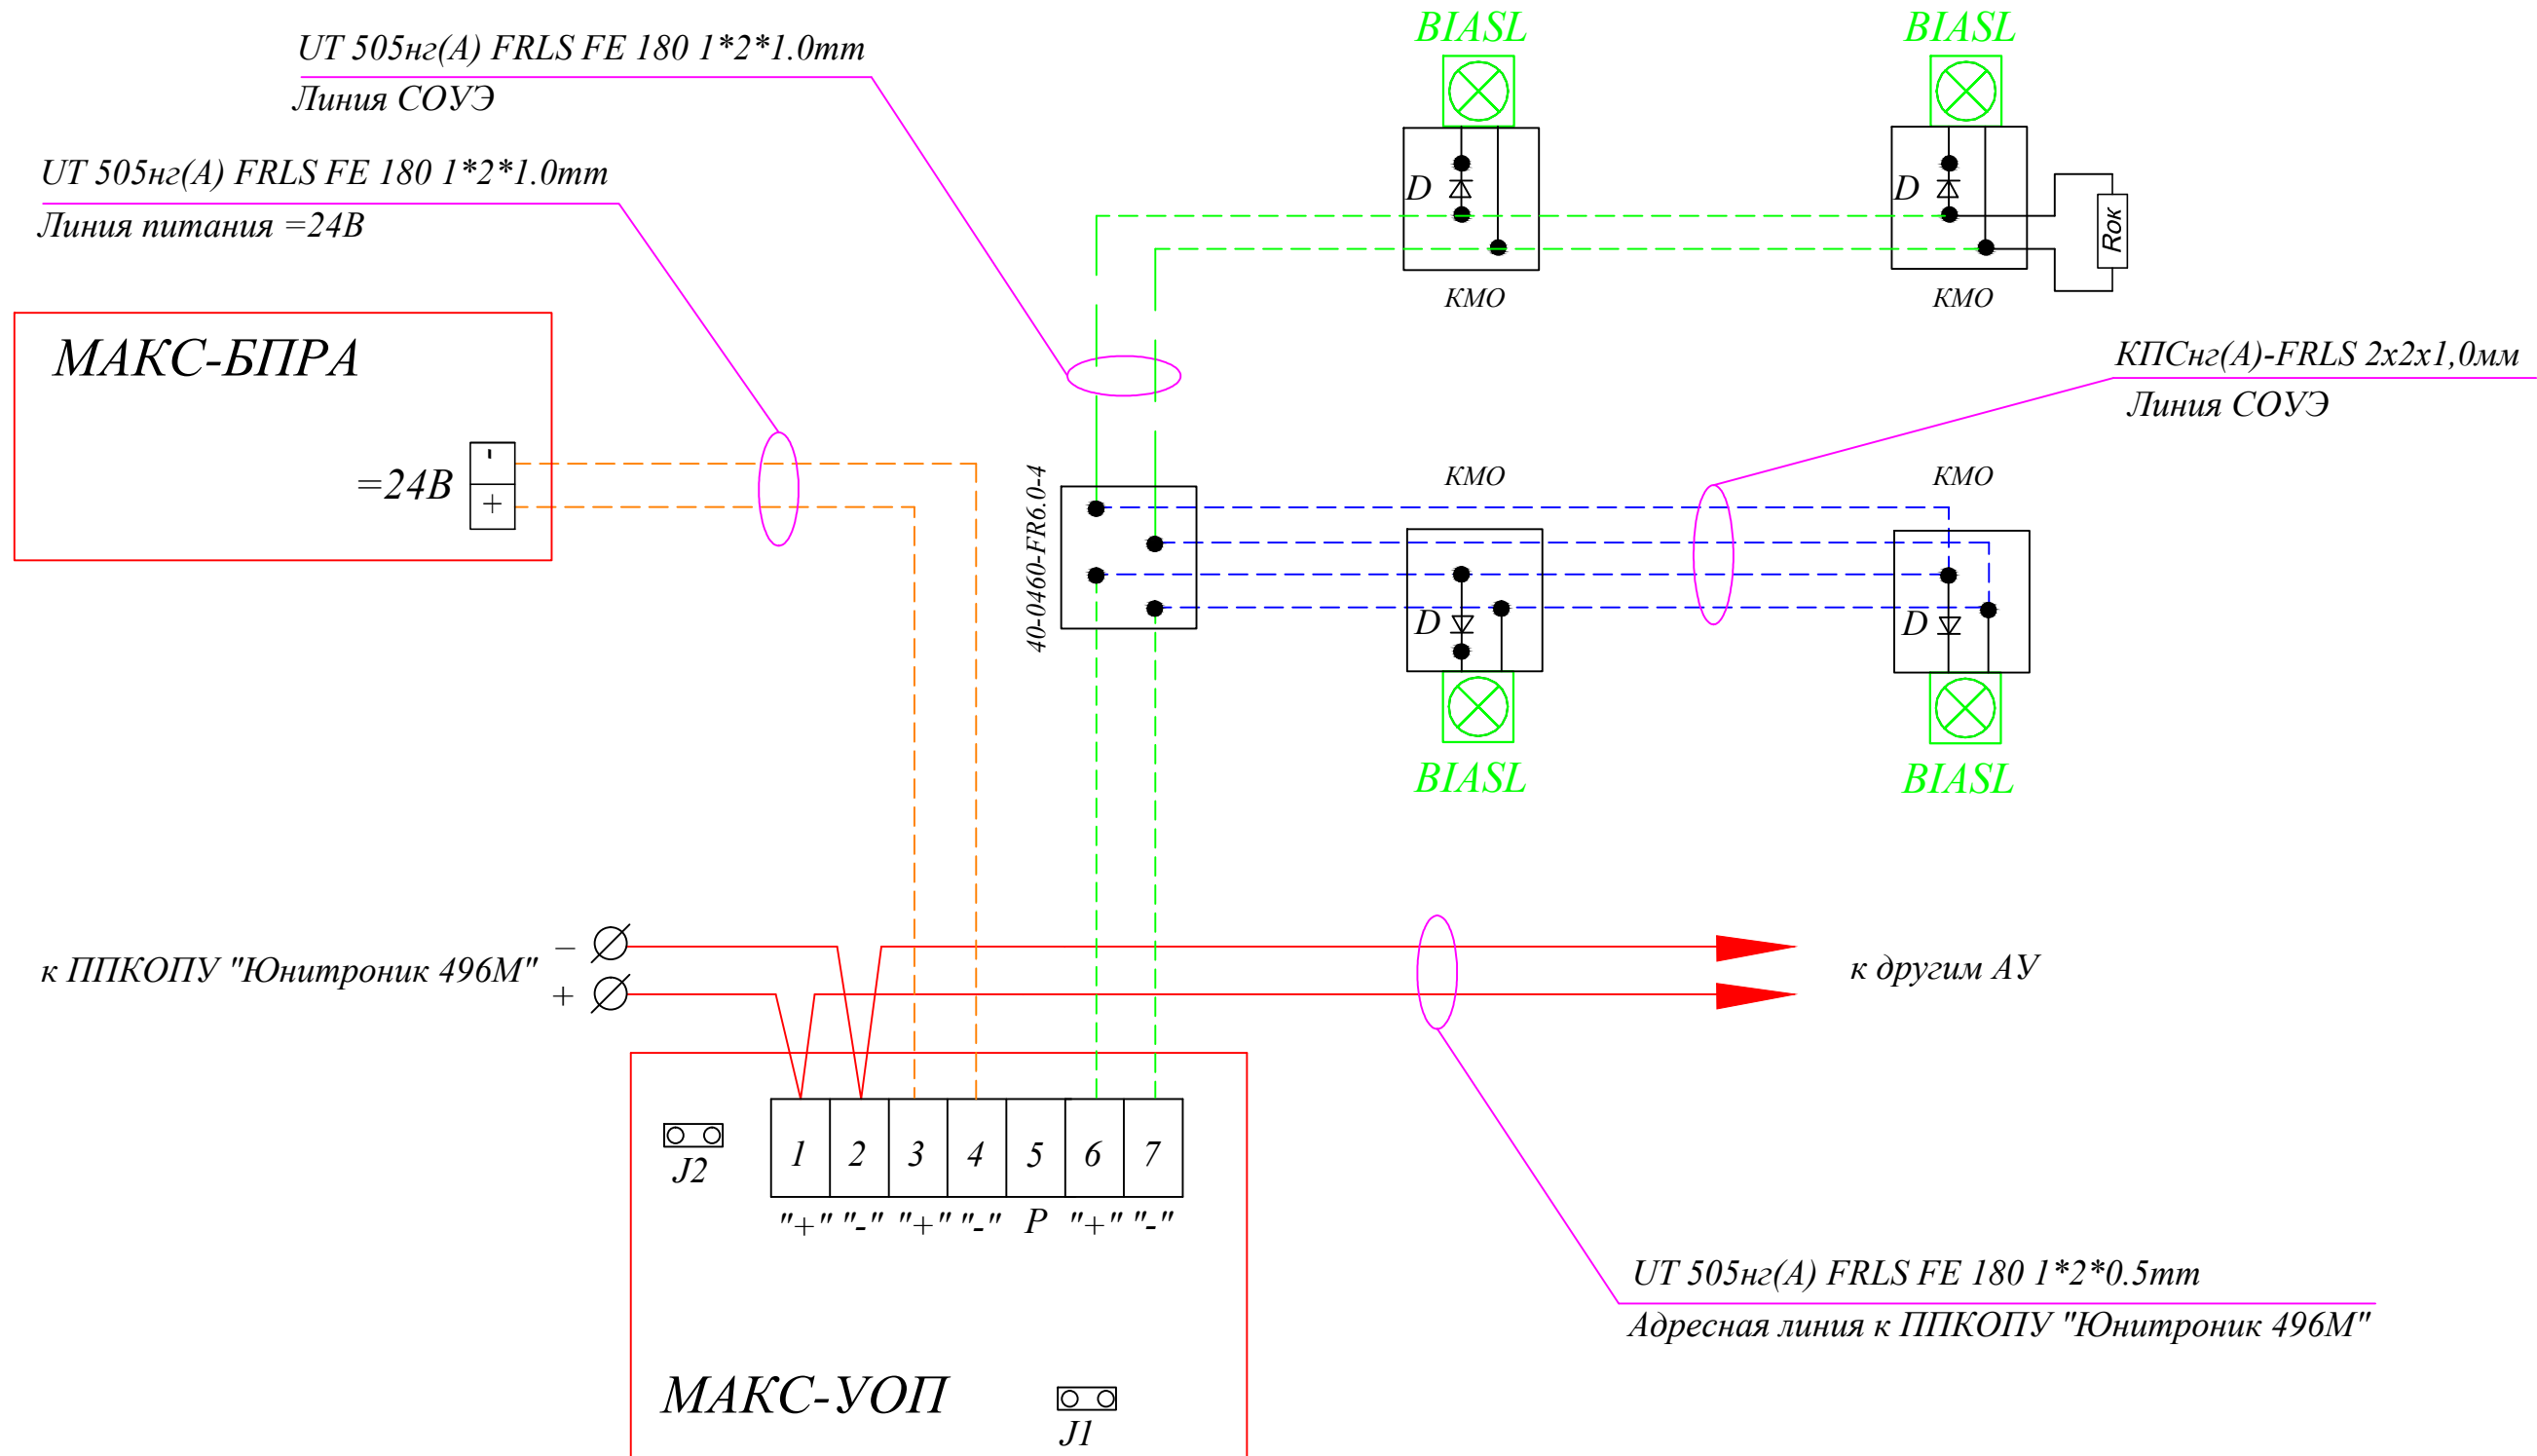 BIASL
BIASL
UT 505нг(А) FRLS FE 180 1*2*1.0mm
Линия СОУЭ
UT 505нг(А) FRLS FE 180 1*2*1.0mm
Линия питания =24В
D
D
Rок
КМО
КМО
МАКС-БПРА
КПСнг(А)-FRLS 2х2х1,0мм
Линия СОУЭ
-
=24В
+
40-0460-FR6.0-4
КМО
КМО
D
D
BIASL
BIASL
–
к ППКОПУ "Юнитроник 496М"
+
к другим АУ
J2
1 2 3 4 5 6 7
"+" "-" "+" "-" P "+" "-"
UT 505нг(А) FRLS FE 180 1*2*0.5mm
Адресная линия к ППКОПУ "Юнитроник 496М"
МАКС-УОП
J1